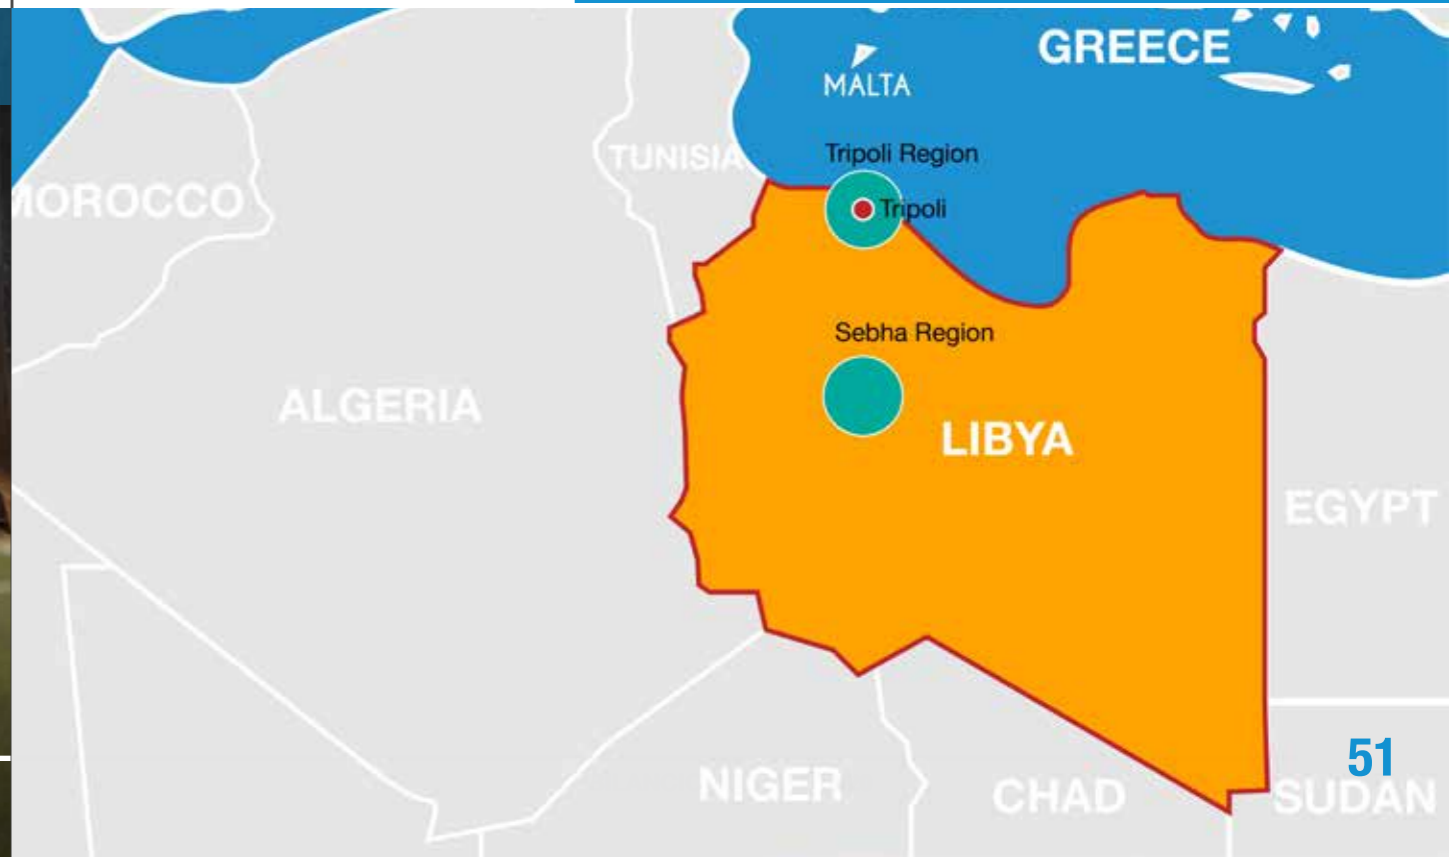 GREECE
MALTA
Tripoli Region
TUNISIA
MOROCCO
Tripoli
Sebha Region
ALGERIA
LIBYA
EGYPT
51
NIGER
CHAD
SUDAN